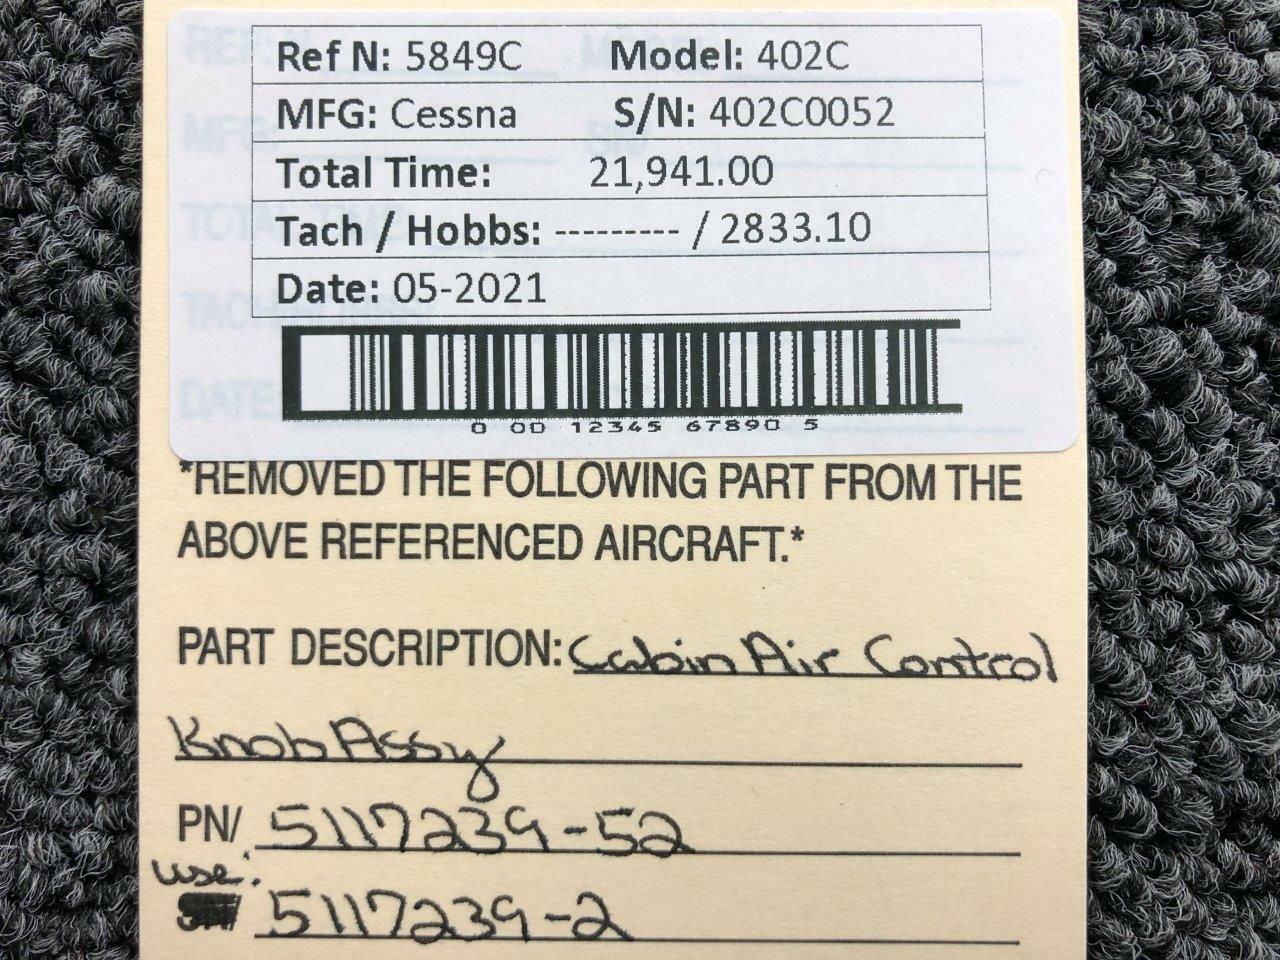 Ref N: 5849C Model: 402C
MFG: Cessna S/N: 402C0052
Total Time: 21,941.00
Tach / Hobbs: --------- / 2833.10
Date: 05-2021
0 00 12345 67890 5
*REMOVED THE FOLLOWING PART FROM THE
ABOVE REFERENCED AIRCRAFT.*
PART DESCRIPTION: Cabin Air Control
Knob Assy
PN/ 5117239-52
use:
5117239-2